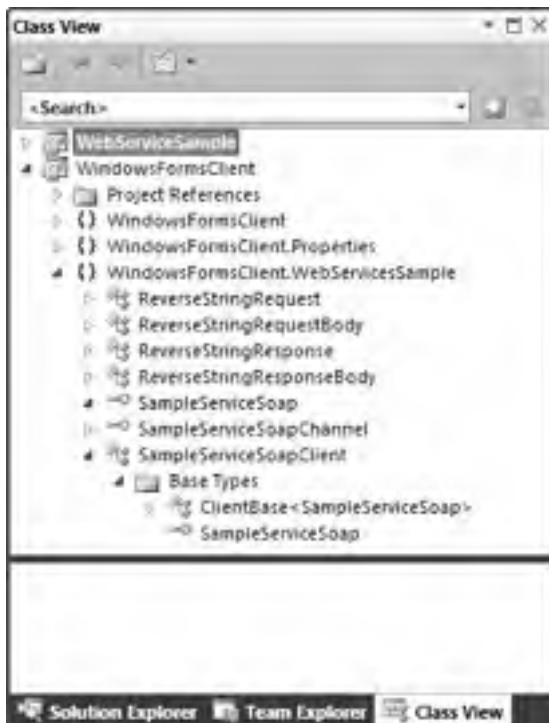 Class View
<Search>
WebServiceSample
WindowsFormsClient
Project References
{} WindowsFormsClient
{} WindowsFormsClient.Properties
{} WindowsFormsClient.WebServicesSample
ReverseStringRequest
ReverseStringRequestBody
ReverseStringResponse
ReverseStringResponseBody
SampleServiceSoap
SampleServiceSoapChannel
SampleServiceSoapClient
Base Types
ClientBase<SampleServiceSoap>
SampleServiceSoap
Solution Explorer Team Explorer Class View